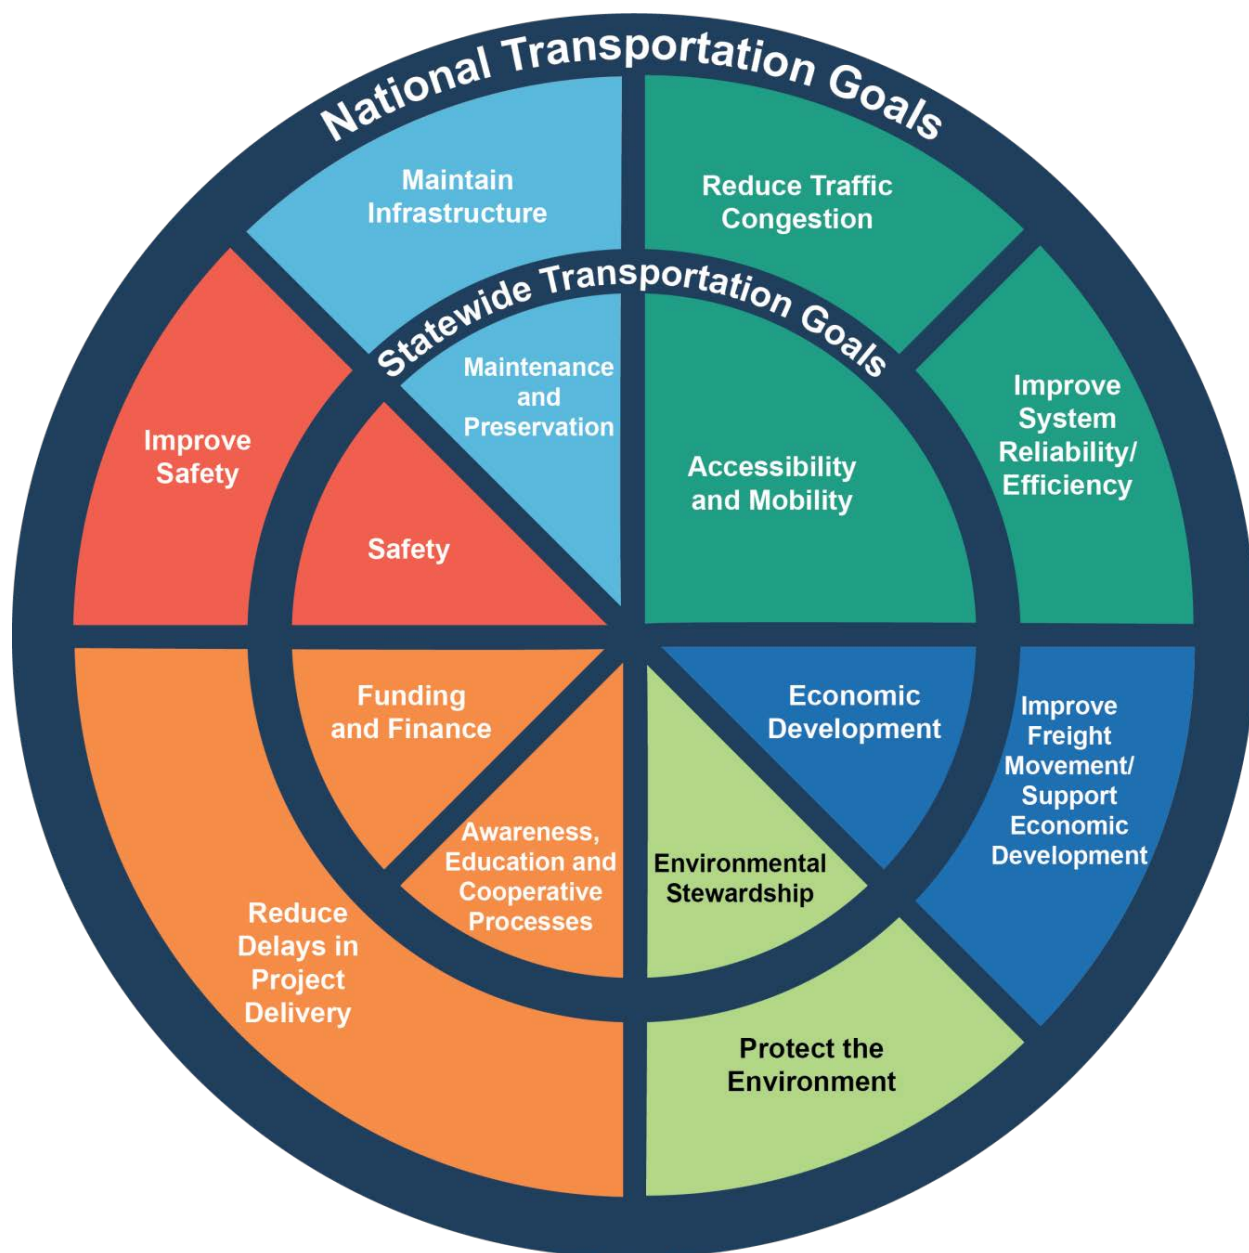 National Transportation Goals
Maintain
Infrastructure
Reduce Traffic
Congestion
Improve
System
Reliability/
Efficiency
Improve
Freight
Movement/
Support
Economic
Development
Protect the
Environment
Reduce
Delays in
Project
Delivery
Improve
Safety
Statewide Transportation Goals
Maintenance
and
Preservation
Accessibility
and Mobility
Economic
Development
Environmental
Stewardship
Awareness,
Education and
Cooperative
Processes
Funding
and Finance
Safety